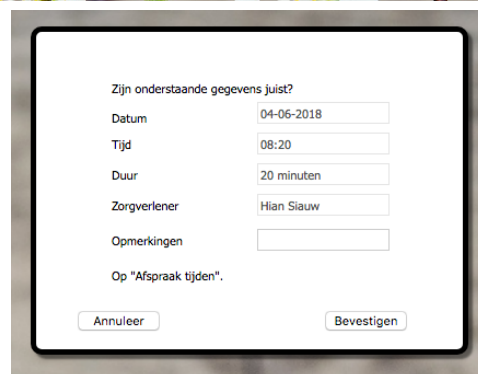 Zijn onderstaande gegevens juist?
Datum 04-06-2018
Tijd 08:20
Duur 20 minuten
Zorgverlener Hian Siauw
Opmerkingen
Op "Afspraak tijden".
Annuleer Bevestigen